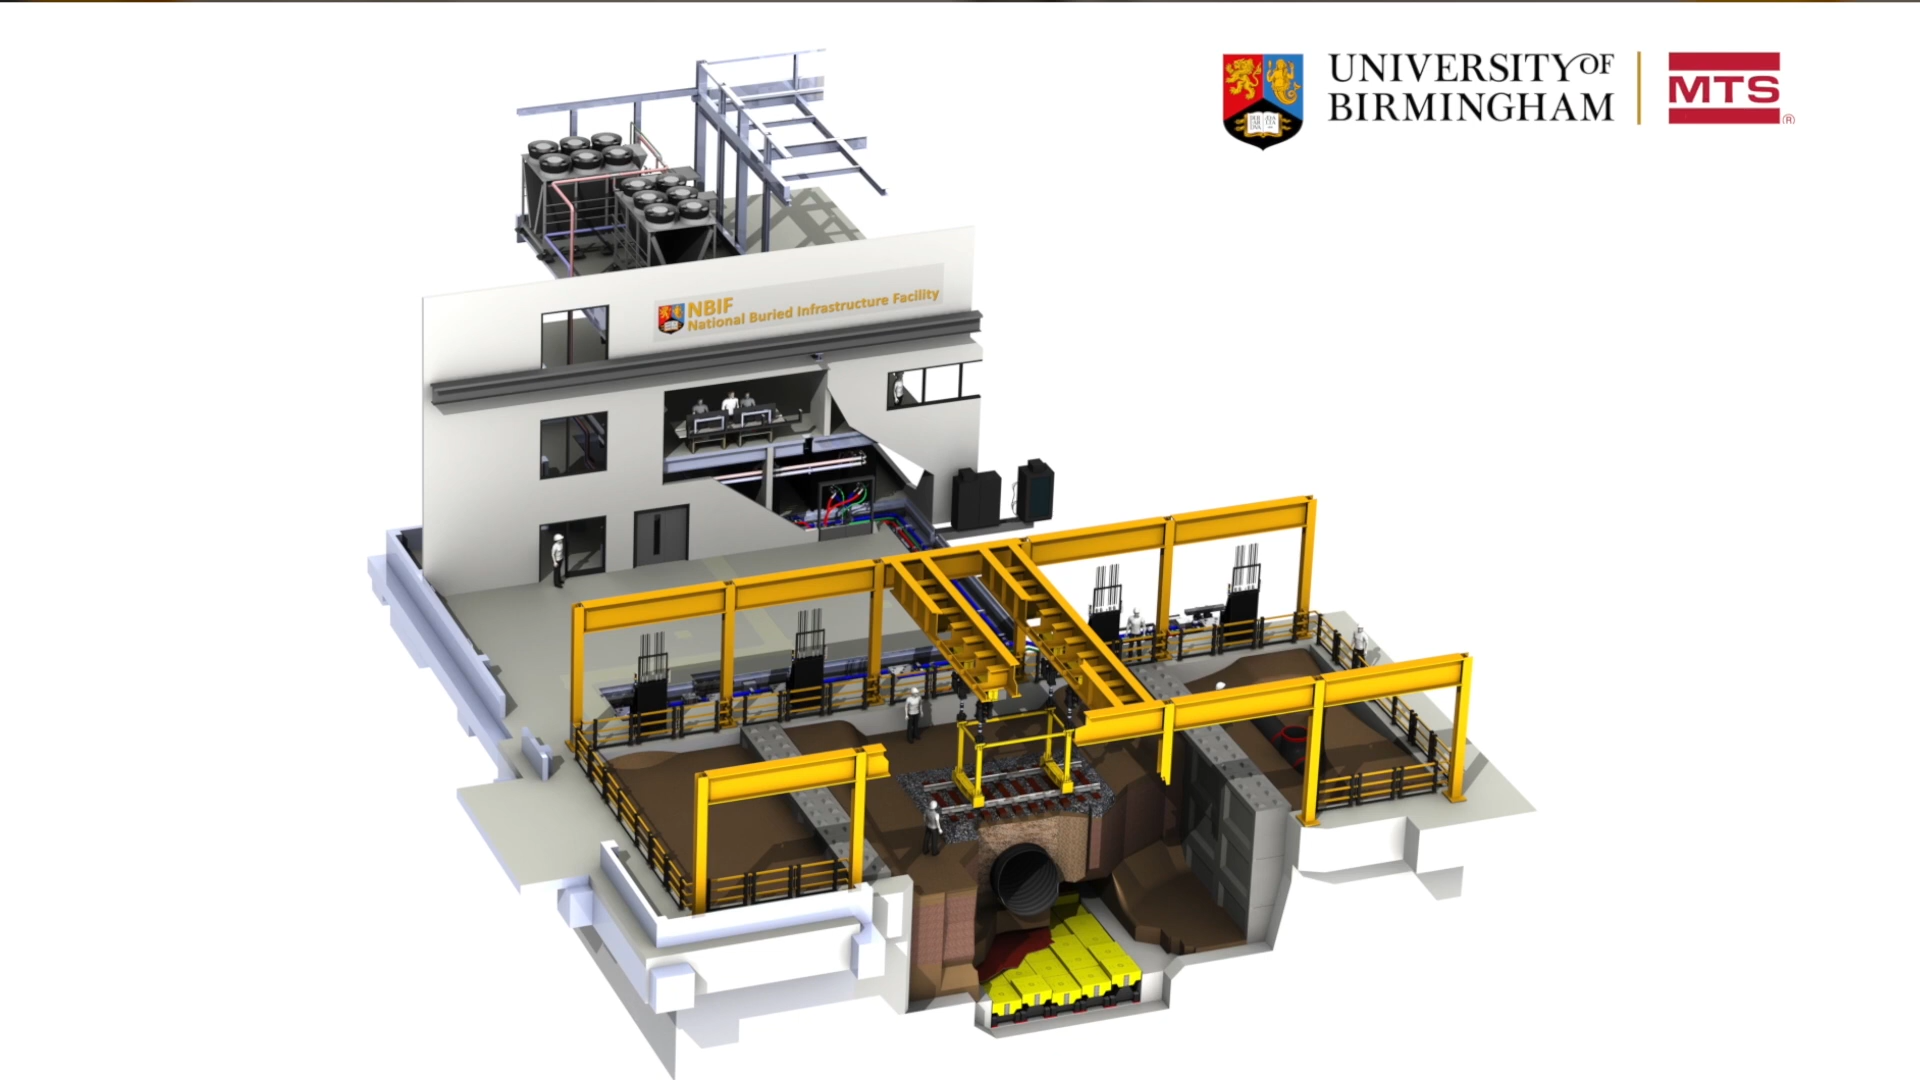 UNIVERSITY OF
BIRMINGHAM
MTS
®
NBIF
National Buried Infrastructure Facility